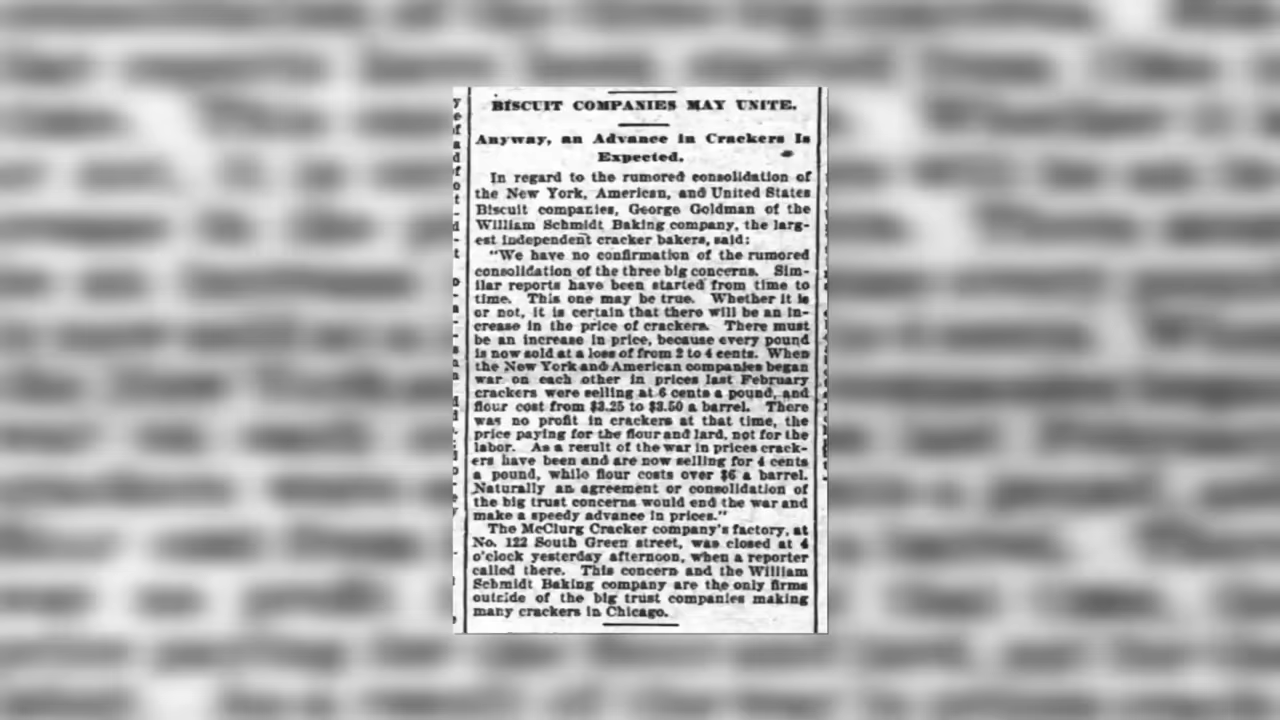 BISCUIT COMPANIES MAY UNITE.
Anyway, an Advance in Crackers Is
Expected.
In regard to the rumored consolidation of
the New York, American, and United States
Biscuit companies, George Goldman of the
William Schmidt Baking company, the larg-
est independent cracker bakers, said:
"We have no confirmation of the rumored
consolidation of the three big concerns. Sim-
ilar reports have been started from time to
time. This one may be true. Whether it is
or not, it is certain that there will be an in-
crease in the price of crackers. There must
be an increase in price, because every pound
is now sold at a loss of from 2 to 4 cents. When
the New York and American companies began
war on each other in prices last February
crackers were selling at 6 cents a pound, and
flour cost from $3.25 to $3.50 a barrel. There
was no profit in crackers at that time, the
price paying for the flour and lard, not for the
labor. As a result of the war in prices crack-
ers have been and are now selling for 4 cents
a pound, while flour costs over $6 a barrel.
Naturally an agreement or consolidation of
the big trust concerns would end the war and
make a speedy advance in prices."
The McClurg Cracker company's factory, at
No. 122 South Green street, was closed at 4
o'clock yesterday afternoon, when a reporter
called there. This concern and the William
Schmidt Baking company are the only firms
outside of the big trust companies making
many crackers in Chicago.